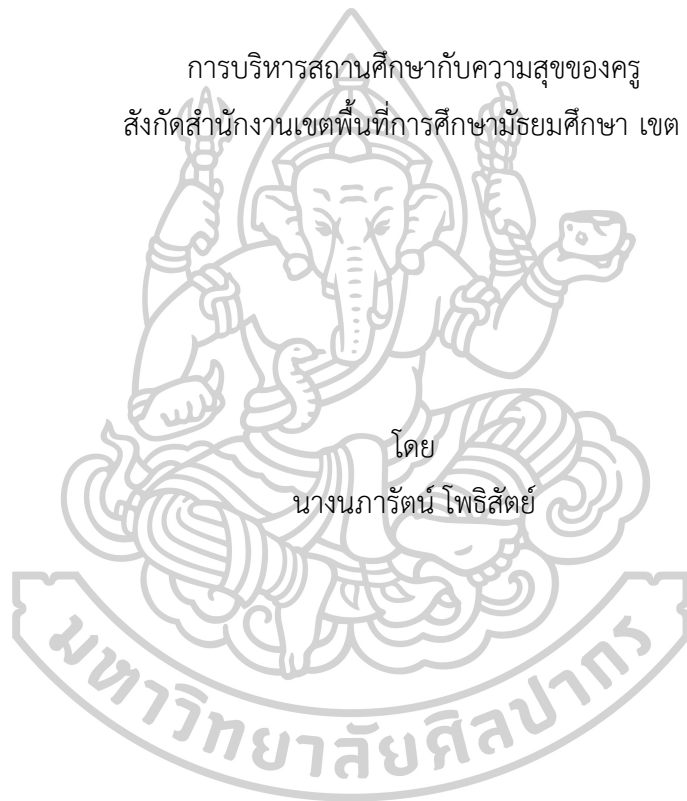 การบริหารสถานศึกษากับความสุขของครู
สังกัดสำนักงานเขตพื้นที่การศึกษามัธยมศึกษา เขต
โดย
นางนภารัตน์ โพธิสัตย์
มหาวิทยาลัยศิลปากร